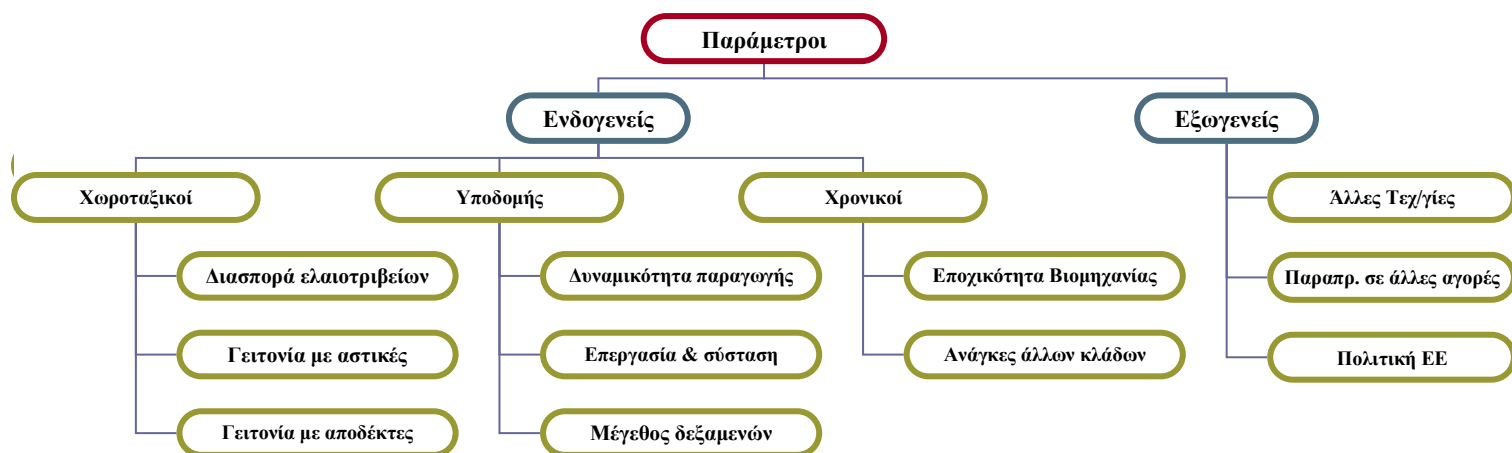 Παράμετροι
Ενδογενείς
Εξωγενείς
Χωροταξικοί
Υποδομής
Χρονικοί
Άλλες Τεχ/γίες
Διασπορά ελαιοτριβείων
Δυναμικότητα παραγωγής
Εποχικότητα Βιομηχανίας
Παραπρ. σε άλλες αγορές
Γειτονία με αστικές
Επεργασία & σύσταση
Ανάγκες άλλων κλάδων
Πολιτική ΕΕ
Γειτονία με αποδέκτες
Μέγεθος δεξαμενών